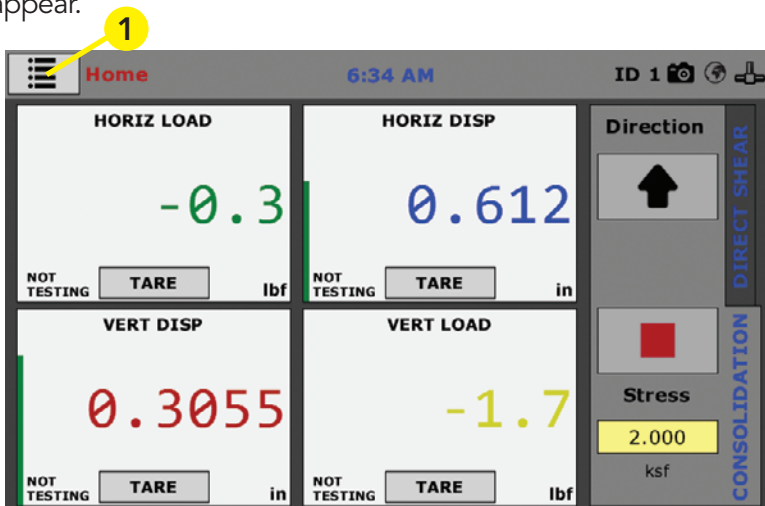 appear.
1
Home 6:34 AM ID 1
HORIZ LOAD
-0.3
NOT TESTING TARE lbf
HORIZ DISP
0.612
NOT TESTING TARE in
VERT DISP
0.3055
NOT TESTING TARE in
VERT LOAD
-1.7
NOT TESTING TARE lbf
Direction
Stress
2.000
ksf
DIRECT SHEAR
CONSOLIDATION